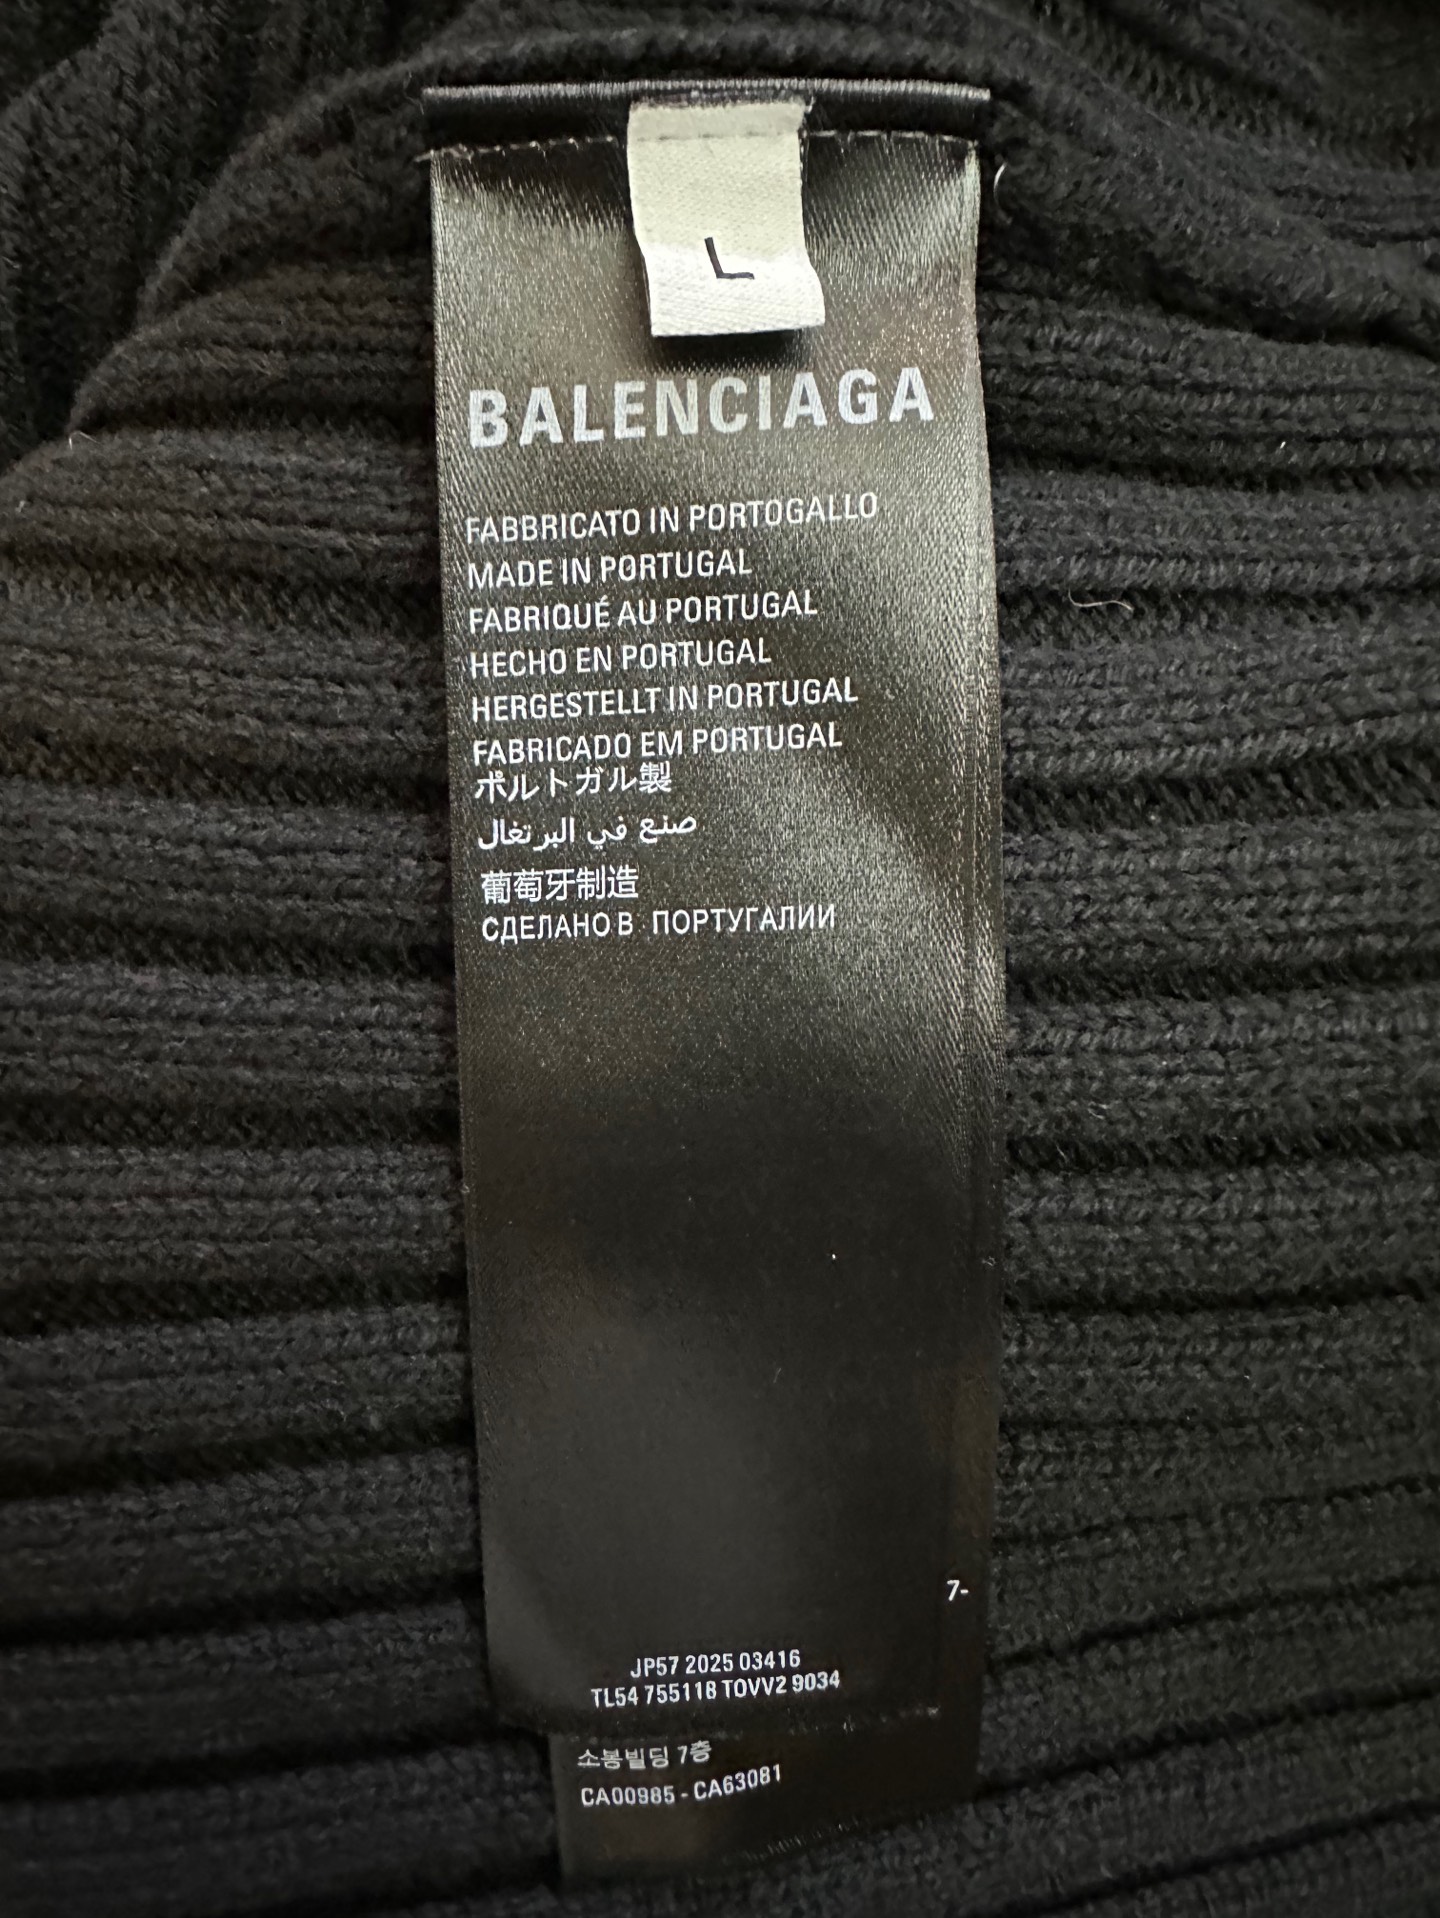 L
BALENCIAGA
FABBRICATO IN PORTOGALLO
MADE IN PORTUGAL
FABRIQUÉ AU PORTUGAL
HECHO EN PORTUGAL
HERGESTELLT IN PORTUGAL
FABRICADO EM PORTUGAL
ポルトガル製
صنع في البرتغال
葡萄牙制造
СДЕЛАНО В ПОРТУГАЛИИ
7-
JP57 2025 03416
TL54 755118 TOVV2 9034
소봉빌딩 7층
CA00985 - CA63081